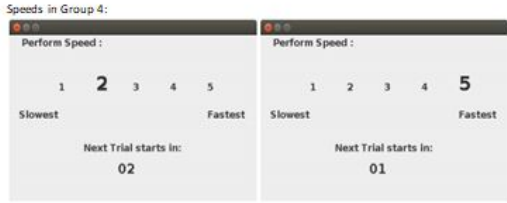 Speeds in Group 4:
Perform Speed :
1 2 3 4 5
Slowest Fastest
Next Trial starts in:
02
Perform Speed :
1 2 3 4 5
Slowest Fastest
Next Trial starts in:
01